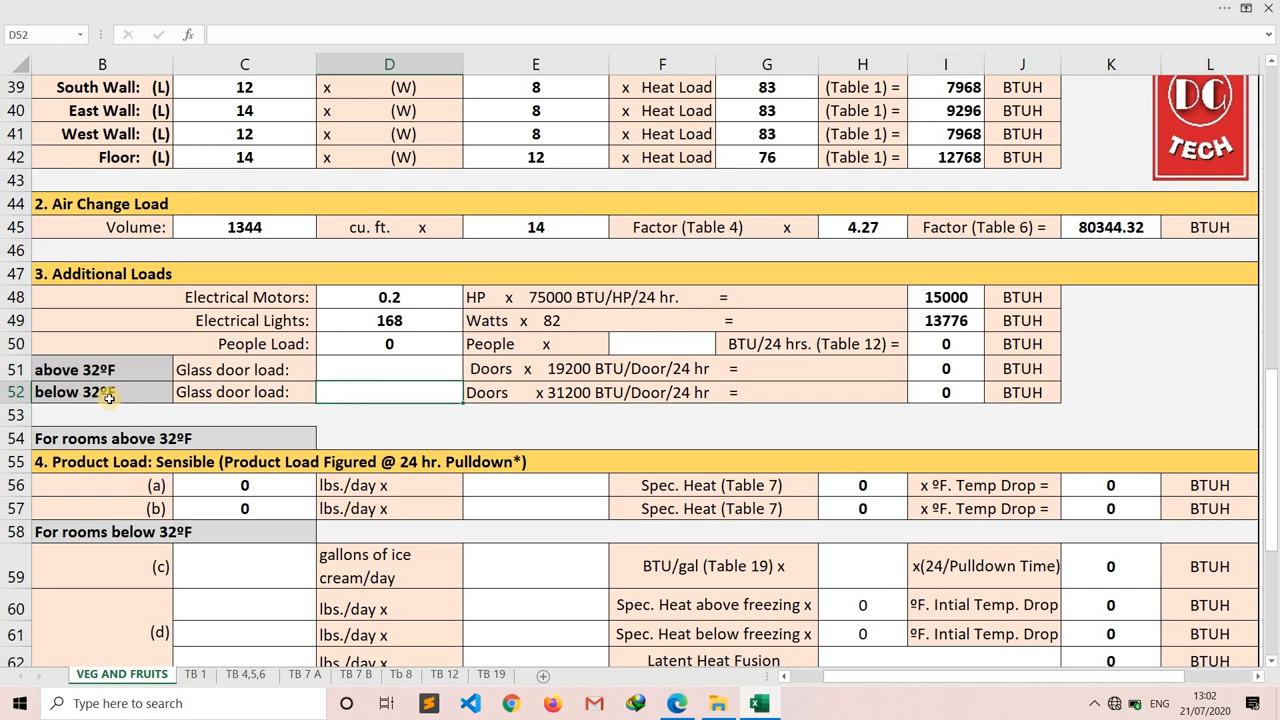 D52
fx
B C D E F G H I J K L
39 South Wall: (L) 12 x (W) 8 x Heat Load 83 (Table 1) = 7968 BTUH
40 East Wall: (L) 14 x (W) 8 x Heat Load 83 (Table 1) = 9296 BTUH
41 West Wall: (L) 12 x (W) 8 x Heat Load 83 (Table 1) = 7968 BTUH
42 Floor: (L) 14 x (W) 12 x Heat Load 76 (Table 1) = 12768 BTUH
DC
TECH
43
44 2. Air Change Load
45 Volume: 1344 cu. ft. x 14 Factor (Table 4) x 4.27 Factor (Table 6) = 80344.32 BTUH
46
47 3. Additional Loads
48 Electrical Motors: 0.2 HP x 75000 BTU/HP/24 hr. = 15000 BTUH
49 Electrical Lights: 168 Watts x 82 = 13776 BTUH
50 People Load: 0 People x BTU/24 hrs. (Table 12) = 0 BTUH
51 above 32ºF Glass door load: Doors x 19200 BTU/Door/24 hr = 0 BTUH
52 below 32ºF Glass door load: Doors x 31200 BTU/Door/24 hr = 0 BTUH
53
54 For rooms above 32ºF
55 4. Product Load: Sensible (Product Load Figured @ 24 hr. Pulldown*)
56 (a) 0 lbs./day x Spec. Heat (Table 7) 0 x ºF. Temp Drop = 0 BTUH
57 (b) 0 lbs./day x Spec. Heat (Table 7) 0 x ºF. Temp Drop = 0 BTUH
58 For rooms below 32ºF
59 (c) gallons of ice cream/day BTU/gal (Table 19) x x(24/Pulldown Time) 0 BTUH
60 lbs./day x Spec. Heat above freezing x 0 ºF. Intial Temp. Drop 0 BTUH
(d)
61 lbs./day x Spec. Heat below freezing x 0 ºF. Intial Temp. Drop 0 BTUH
62 lbs./day x Latent Heat Fusion 0 BTUH
VEG AND FRUITS TB 1 TB 4,5,6 TB 7 A TB 7 B Tb 8 TB 12 TB 19
Type here to search
ENG
13:02
21/07/2020